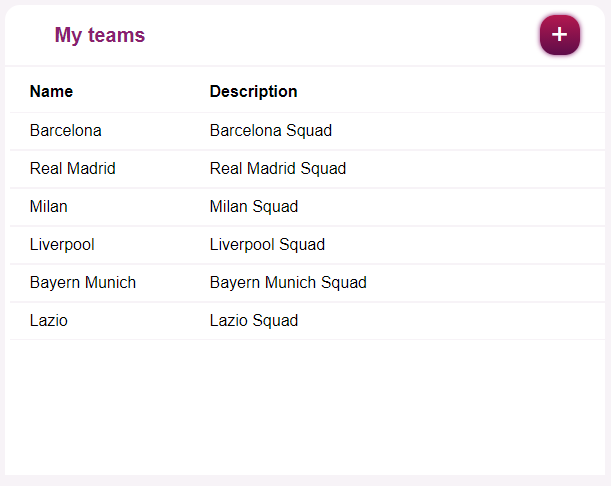 My teams +
Name Description
Barcelona Barcelona Squad
Real Madrid Real Madrid Squad
Milan Milan Squad
Liverpool Liverpool Squad
Bayern Munich Bayern Munich Squad
Lazio Lazio Squad